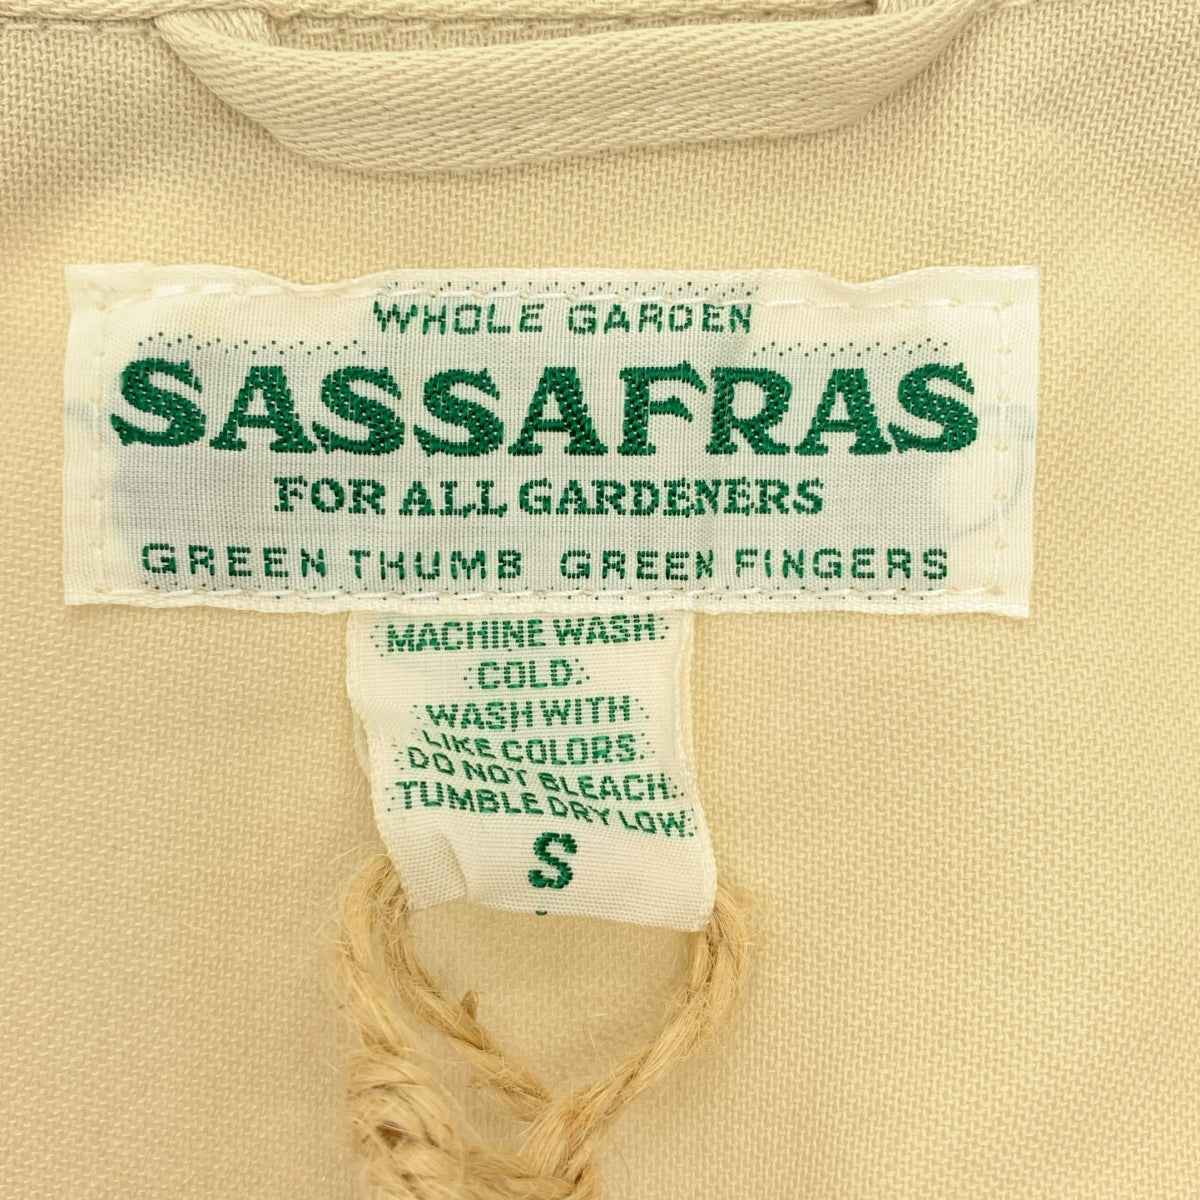 WHOLE GARDEN
SASSAFRAS
FOR ALL GARDENERS
GREEN THUMB GREEN FINGERS
MACHINE WASH
COLD
WASH WITH
LIKE COLORS
DO NOT BLEACH
TUMBLE DRY LOW
S